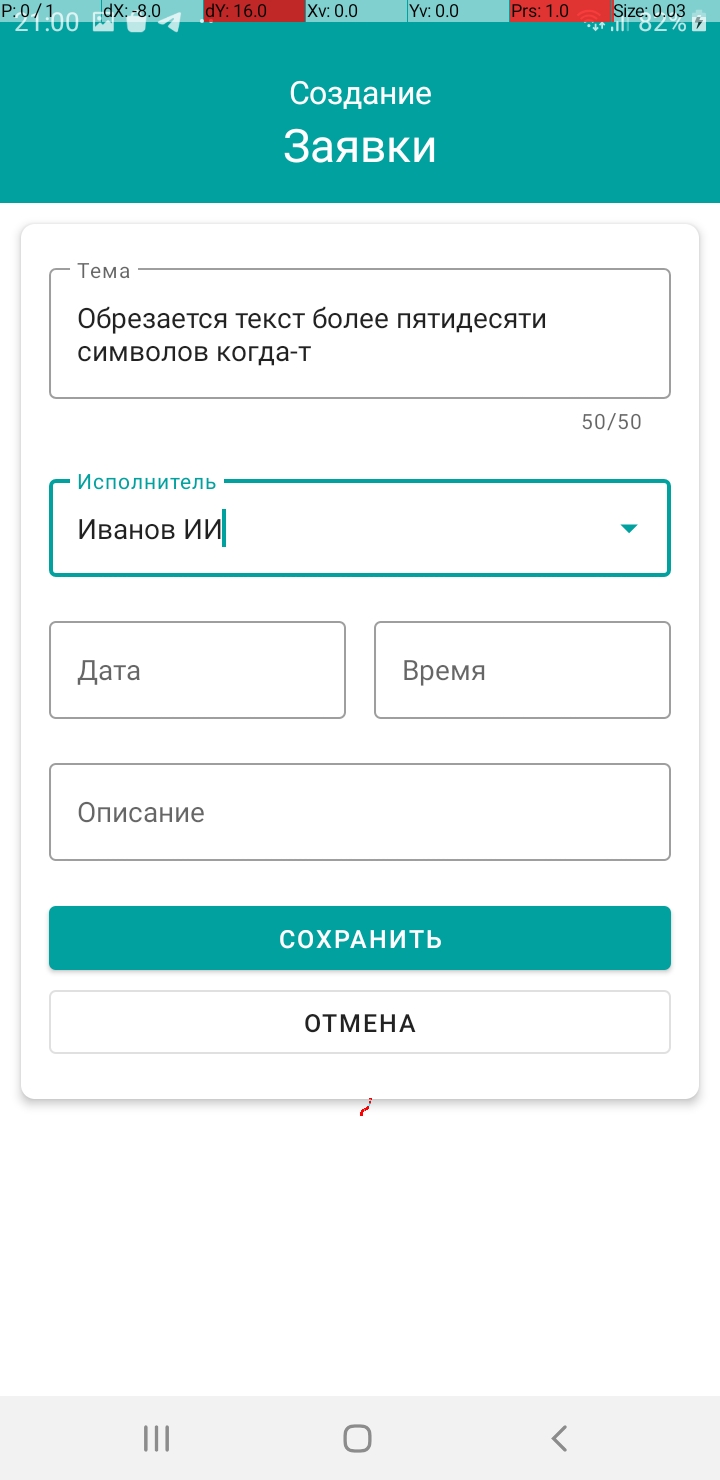 P: 0 / 1 dX: -8.0 dY: 16.0 Xv: 0.0 Yv: 0.0 Prs: 1.0 Size: 0.03
21:00 82%
Создание
Заявки
Тема
Обрезается текст более пятидесяти
символов когда-т
50/50
Исполнитель
Иванов ИИ
Дата Время
Описание
СОХРАНИТЬ
ОТМЕНА